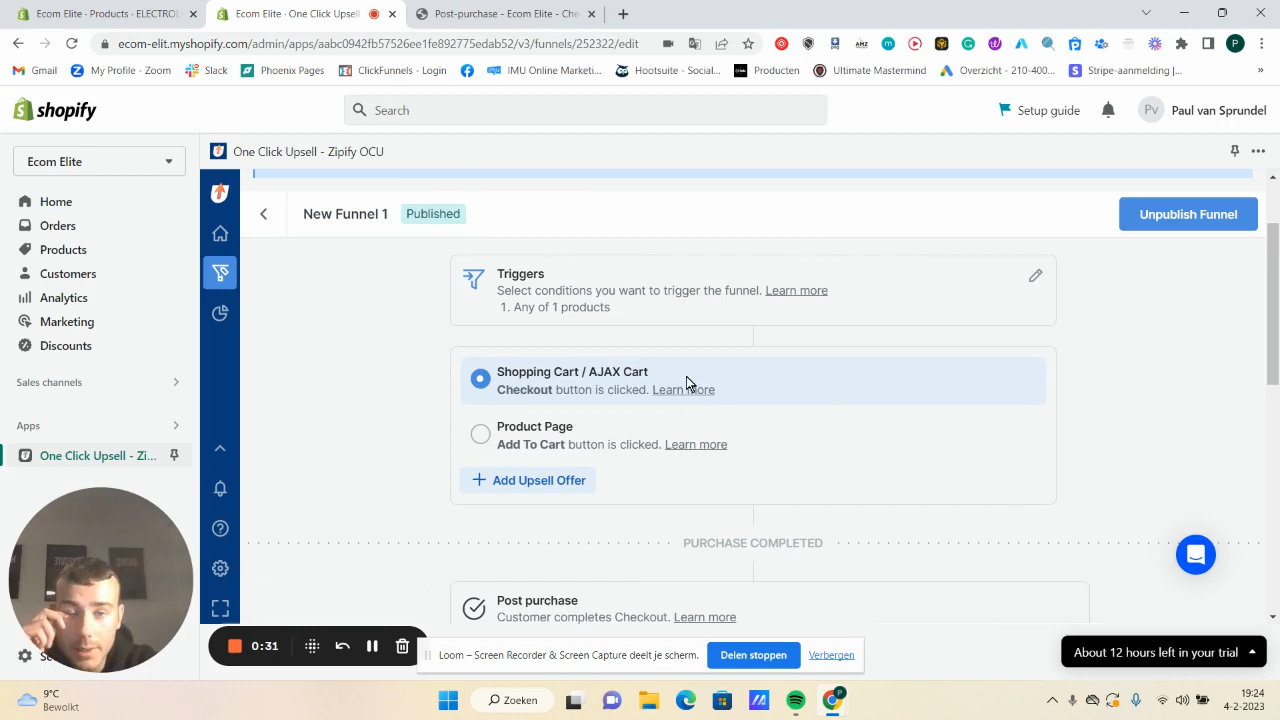 Ecom Elite - Products - ELECTROL
Ecom Elite - One Click Upsell
Post-purchase - Ecom Elite - Che
ecom-elit.myshopify.com/admin/apps/aabc0942fb57526ee1e893775edab52/v3/funnels/252322/edit
Gmail
My Profile - Zoom
Slack
Phoenix Pages
ClickFunnels - Login
IMU Online Marketi...
Hootsuite - Social...
Producten
Ultimate Mastermind
Overzicht - 210-400...
Stripe-aanmelding |...
»
shopify
Search
Setup guide
Pv
Paul van Sprundel
Ecom Elite
One Click Upsell - Zipify OCU
Home
Orders
Products
Customers
Analytics
Marketing
Discounts
Sales channels
Apps
One Click Upsell - Zi...
New Funnel 1
Published
Unpublish Funnel
Triggers
Select conditions you want to trigger the funnel. Learn more
1. Any of 1 products
Shopping Cart / AJAX Cart
Checkout button is clicked. Learn more
Product Page
Add To Cart button is clicked. Learn more
+ Add Upsell Offer
PURCHASE COMPLETED
Post purchase
Customer completes Checkout. Learn more
0:31
Loom – Screen Recorder & Screen Capture deelt je scherm.
Delen stoppen
Verbergen
About 12 hours left in your trial
9°C
Bewolkt
Zoeken
P
19:24
4-2-2023